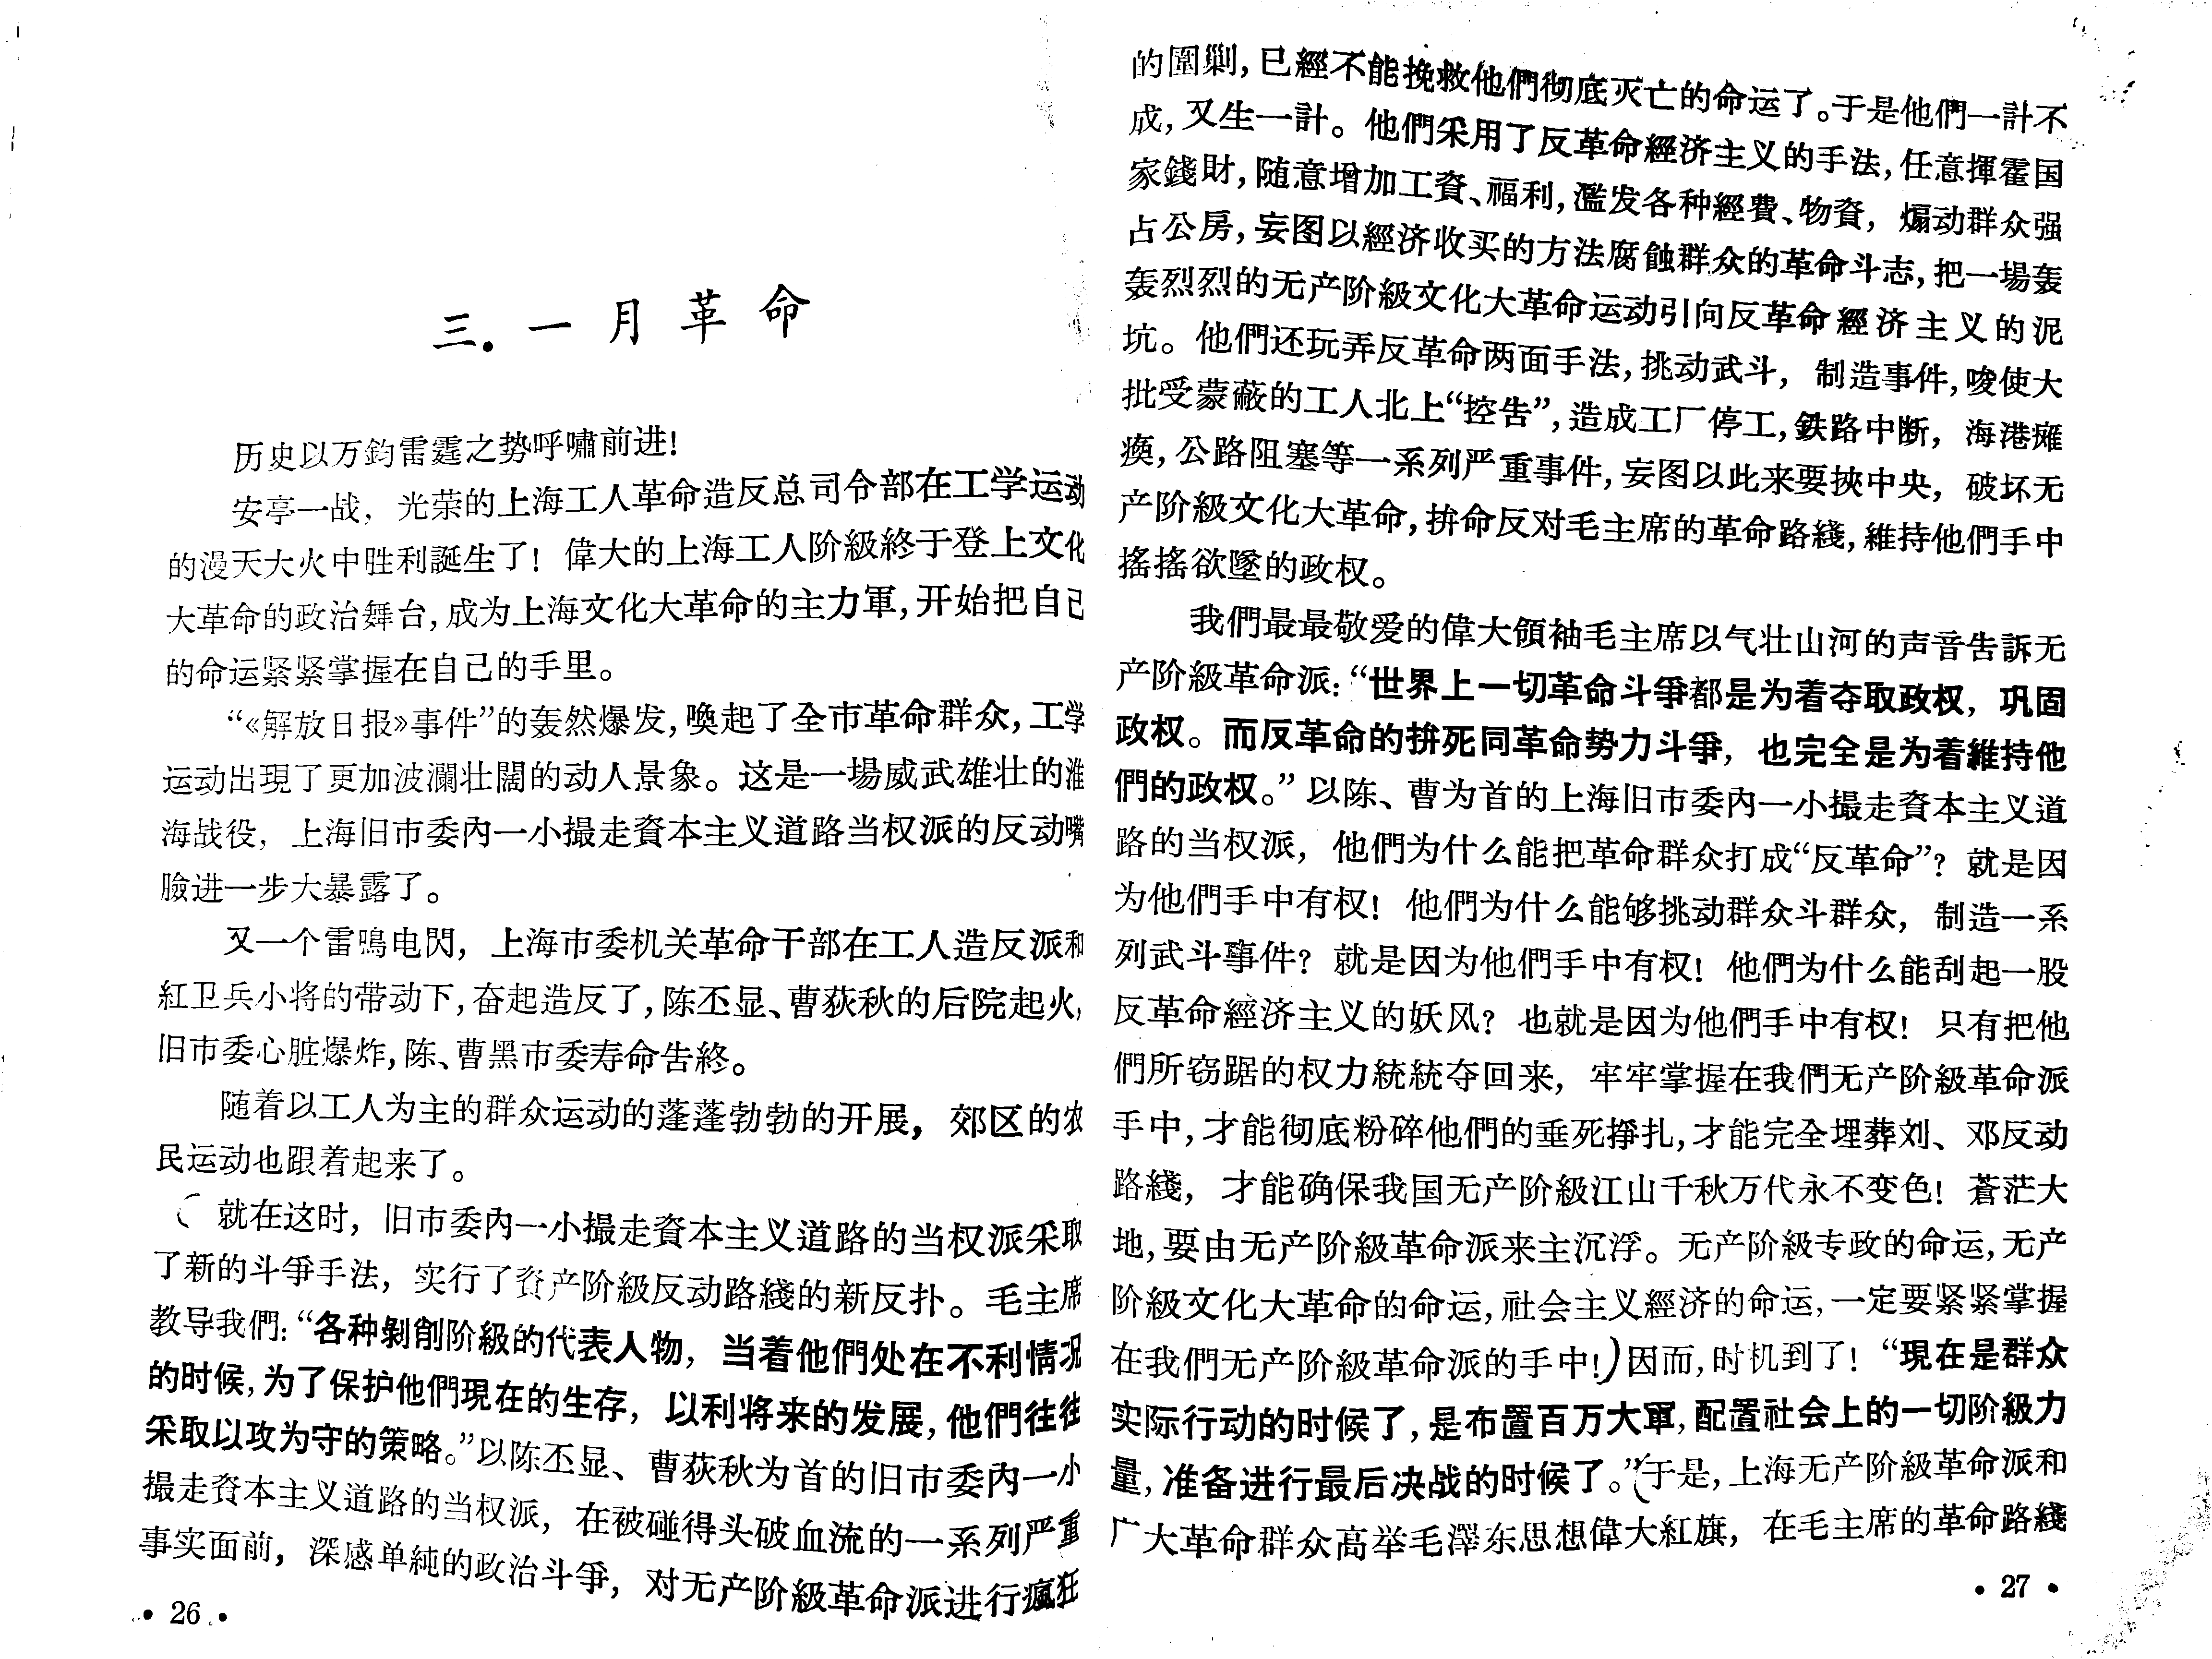 三.一月革命
历史以万鈞雷霆之势呼嘯前进!
安亭一战，光荣的上海工人革命造反总司令部在工学运动
的漫天大火中胜利誕生了！偉大的上海工人阶級終于登上文化
大革命的政治舞台,成为上海文化大革命的主力軍,开始把自己
的命运紧紧掌握在自己的手里。
“《解放日报》事件”的轰然爆发,喚起了全市革命群众,工学
运动出現了更加波瀾壮闊的动人景象。这是一場威武雄壮的淮
海战役，上海旧市委內一小撮走資本主义道路当权派的反动嘴
臉进一步大暴露了。
又一个雷鳴电閃，上海市委机关革命干部在工人造反派和
紅卫兵小将的带动下,奋起造反了,陈丕显、曹荻秋的后院起火,
旧市委心脏爆炸,陈、曹黑市委寿命告終。
随着以工人为主的群众运动的蓬蓬勃勃的开展，郊区的农
民运动也跟着起来了。
(就在这时，旧市委內一小撮走資本主义道路的当权派采取
了新的斗爭手法，实行了資产阶級反动路綫的新反扑。毛主席
教导我們:“各种剝削阶級的代表人物，当着他們处在不利情况
的时候,为了保护他們現在的生存，以利将来的发展,他們往往
采取以攻为守的策略。”以陈丕显、曹荻秋为首的旧市委內一小
撮走資本主义道路的当权派，在被碰得头破血流的一系列严重
事实面前，深感单純的政治斗爭，对无产阶級革命派进行瘋狂
• 26 •
的圍剿,已經不能挽救他們彻底灭亡的命运了。于是他們一計不
成,又生一計。他們采用了反革命經济主义的手法,任意揮霍国
家錢財,随意增加工資、福利,濫发各种經費、物資，煽动群众强
占公房,妄图以經济收买的方法腐蝕群众的革命斗志,把一場轰
轰烈烈的无产阶級文化大革命运动引向反革命經济主义的泥
坑。他們还玩弄反革命两面手法,挑动武斗，制造事件,唆使大
批受蒙蔽的工人北上“控告”,造成工厂停工,鉄路中断，海港瘫
瘓,公路阻塞等一系列严重事件,妄图以此来要挾中央，破坏无
产阶級文化大革命,拚命反对毛主席的革命路綫,維持他們手中
搖搖欲墜的政权。
我們最最敬爱的偉大領袖毛主席以气壮山河的声音告訴无
产阶級革命派:“世界上一切革命斗爭都是为着夺取政权，巩固
政权。而反革命的拚死同革命势力斗爭，也完全是为着維持他
們的政权。”以陈、曹为首的上海旧市委內一小撮走資本主义道
路的当权派，他們为什么能把革命群众打成“反革命”？就是因
为他們手中有权！他們为什么能够挑动群众斗群众，制造一系
列武斗事件？就是因为他們手中有权！他們为什么能刮起一股
反革命經济主义的妖风？也就是因为他們手中有权！只有把他
們所窃踞的权力統統夺回来，牢牢掌握在我們无产阶級革命派
手中,才能彻底粉碎他們的垂死掙扎,才能完全埋葬刘、邓反动
路綫，才能确保我国无产阶級江山千秋万代永不变色！蒼茫大
地,要由无产阶級革命派来主沉浮。无产阶級专政的命运,无产
阶級文化大革命的命运,社会主义經济的命运,一定要紧紧掌握
在我們无产阶級革命派的手中!)因而,时机到了！“現在是群众
实际行动的时候了,是布置百万大軍,配置社会上的一切阶級力
量,准备进行最后决战的时候了。”(于是,上海无产阶級革命派和
广大革命群众高举毛澤东思想偉大紅旗，在毛主席的革命路綫
• 27 •